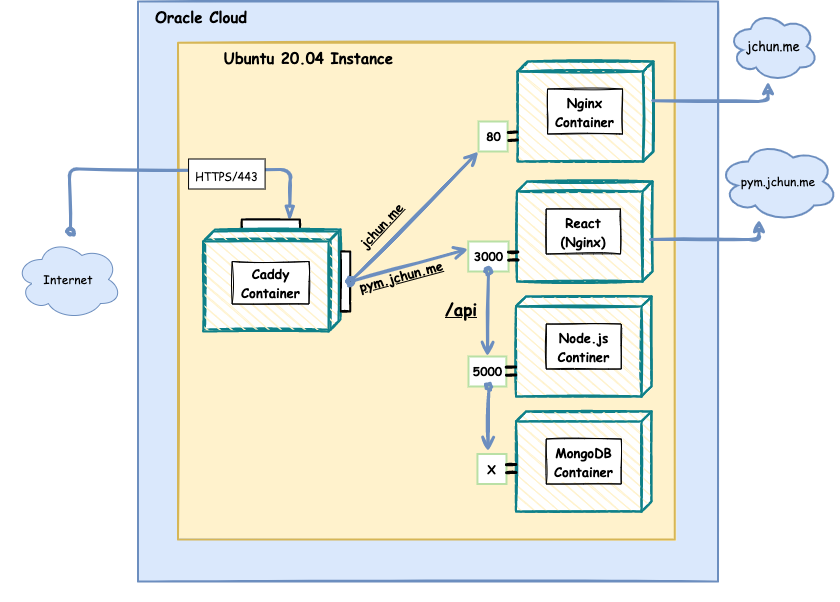 Oracle Cloud
Ubuntu 20.04 Instance
jchun.me
Nginx
Container
80
HTTPS/443
pym.jchun.me
jchun.me
React
(Nginx)
3000
Internet
Caddy
Container
pym.jchun.me
/api
Node.js
Continer
5000
MongoDB
Container
X